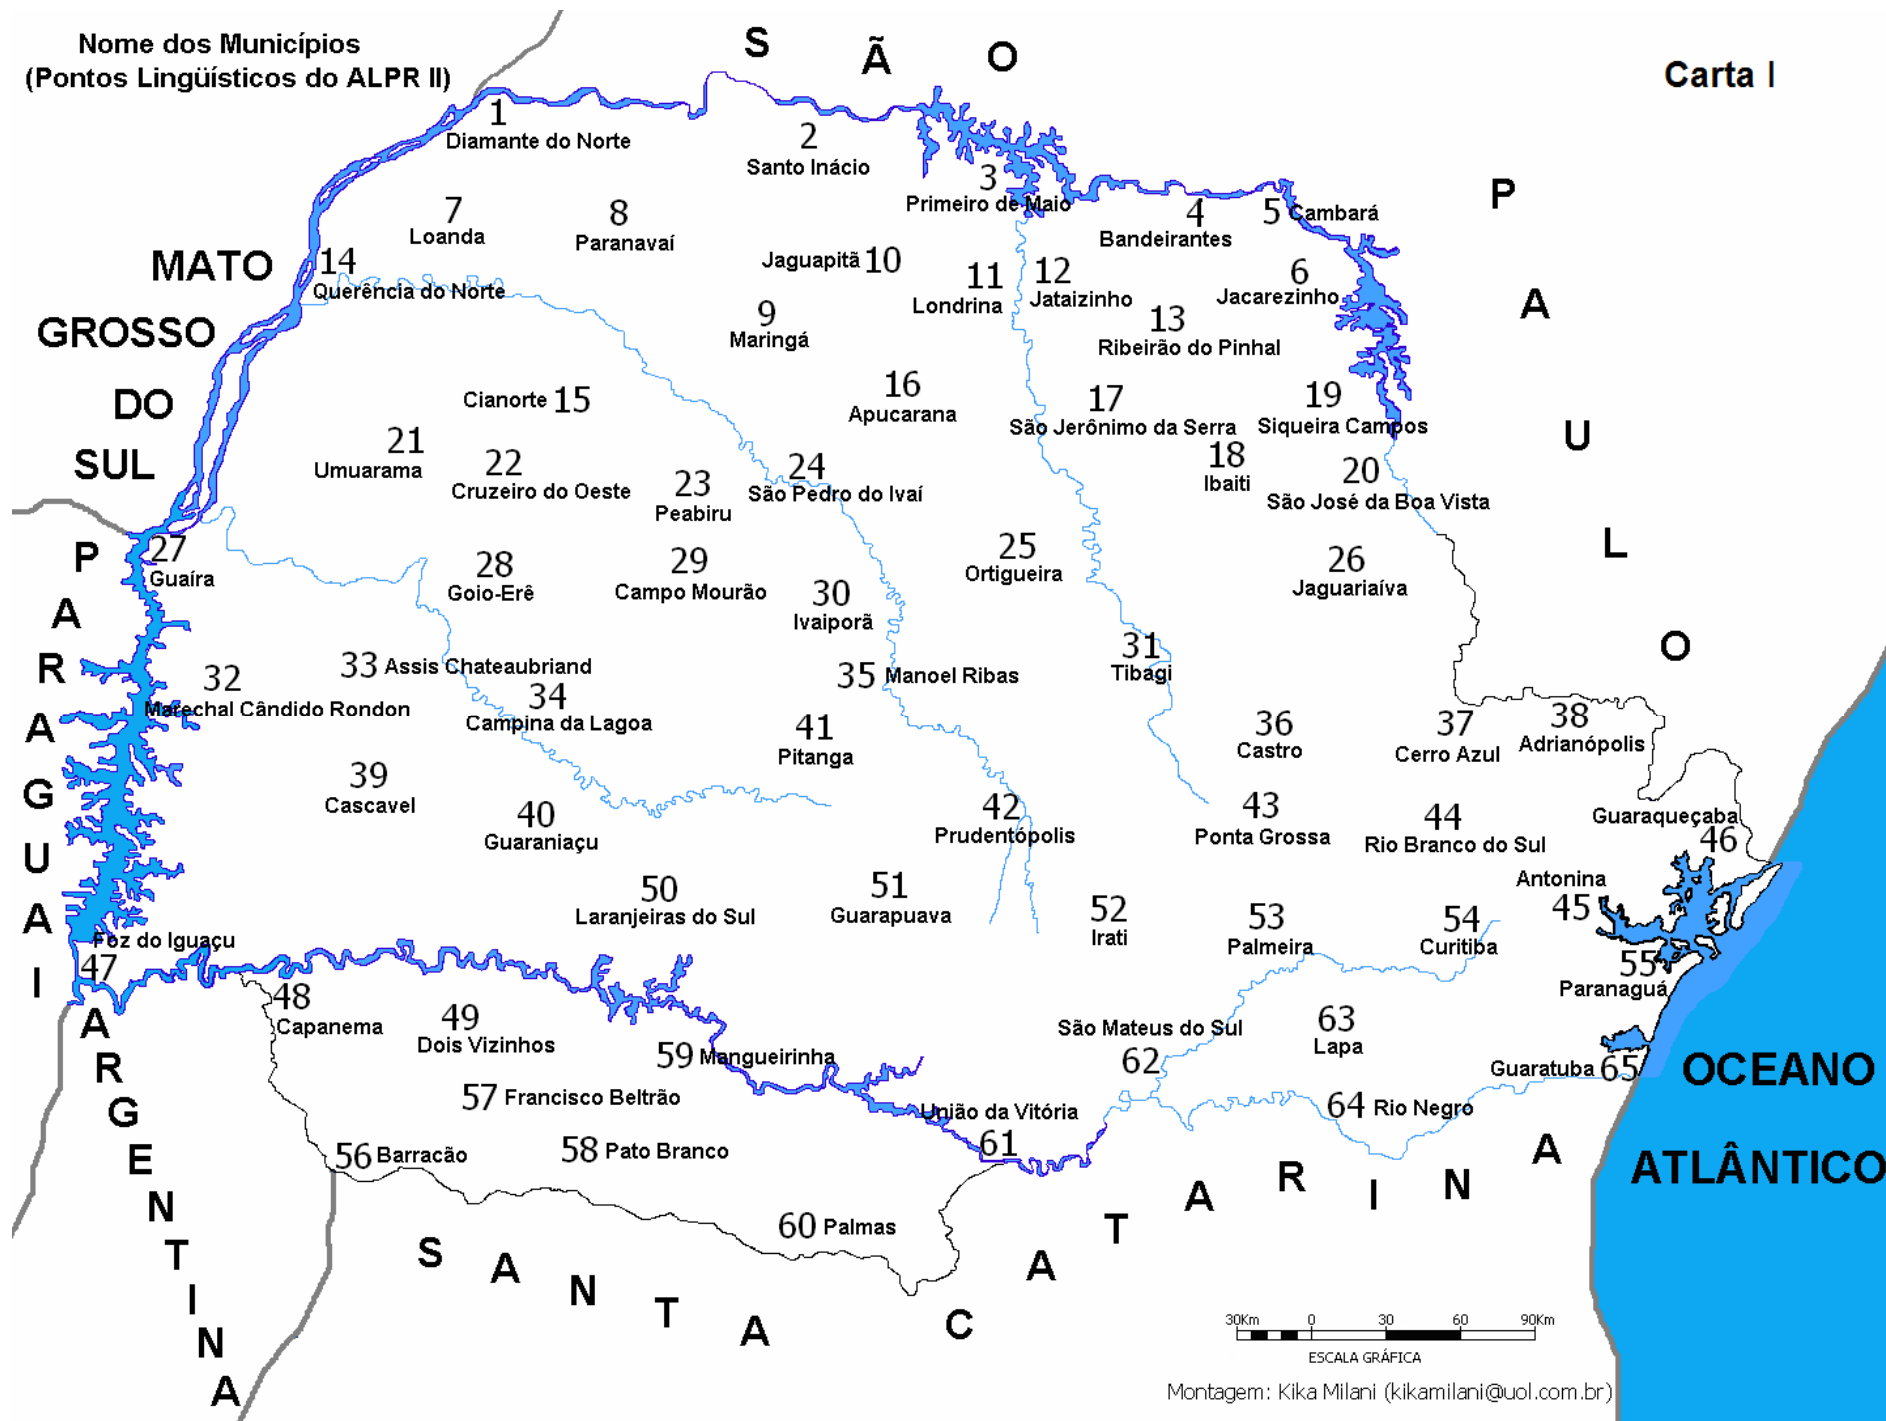 Nome dos Municípios
(Pontos Lingüísticos do ALPR II)
Carta I
SÃO
PAULO
MATO
GROSSO
DO
SUL
PARAGUAI
ARGENTINA
SANTA
CATARINA
OCEANO
ATLÂNTICO
1
Diamante do Norte
2
Santo Inácio
3
Primeiro de Maio
4
Bandeirantes
5 Cambará
6
Jacarezinho
7
Loanda
8
Paranavaí
9
Maringá
Jaguapitã 10
11
Londrina
12
Jataizinho
13
Ribeirão do Pinhal
14
Querência do Norte
Cianorte 15
16
Apucarana
17
São Jerônimo da Serra
18
Ibaiti
19
Siqueira Campos
20
São José da Boa Vista
21
Umuarama
22
Cruzeiro do Oeste
23
Peabiru
24
São Pedro do Ivaí
25
Ortigueira
26
Jaguariaíva
27
Guaíra
28
Goio-Erê
29
Campo Mourão
30
Ivaiporã
31
Tibagi
32
Marechal Cândido Rondon
33 Assis Chateaubriand
34
Campina da Lagoa
35 Manoel Ribas
36
Castro
37
Cerro Azul
38
Adrianópolis
39
Cascavel
40
Guaraniaçu
41
Pitanga
42
Prudentópolis
43
Ponta Grossa
44
Rio Branco do Sul
Antonina
45
Guaraqueçaba
46
Foz do Iguaçu
47
48
Capanema
49
Dois Vizinhos
50
Laranjeiras do Sul
51
Guarapuava
52
Irati
53
Palmeira
54
Curitiba
55
Paranaguá
56 Barracão
57 Francisco Beltrão
58 Pato Branco
59 Mangueirinha
60 Palmas
União da Vitória
61
São Mateus do Sul
62
63
Lapa
64 Rio Negro
Guaratuba 65
30Km 0 30 60 90Km
ESCALA GRÁFICA
Montagem: Kika Milani (kikamilani@uol.com.br)